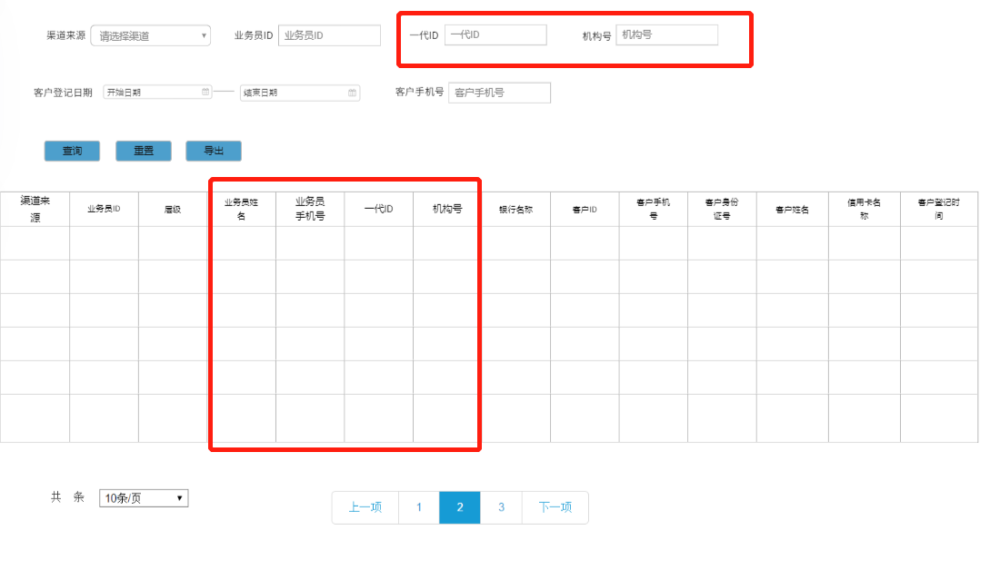 渠道来源 请选择渠道 业务员ID 业务员ID 一代ID 一代ID 机构号 机构号
客户登记日期 开始日期 结束日期 客户手机号 客户手机号
查询 重置 导出
渠道来
源
业务员ID
层级
业务员姓
名
业务员
手机号
一代ID
机构号
银行名称
客户ID
客户手机
号
客户身份
证号
客户姓名
信用卡名
称
客户登记时
间
共 条 10条/页 上一项 1 2 3 下一项